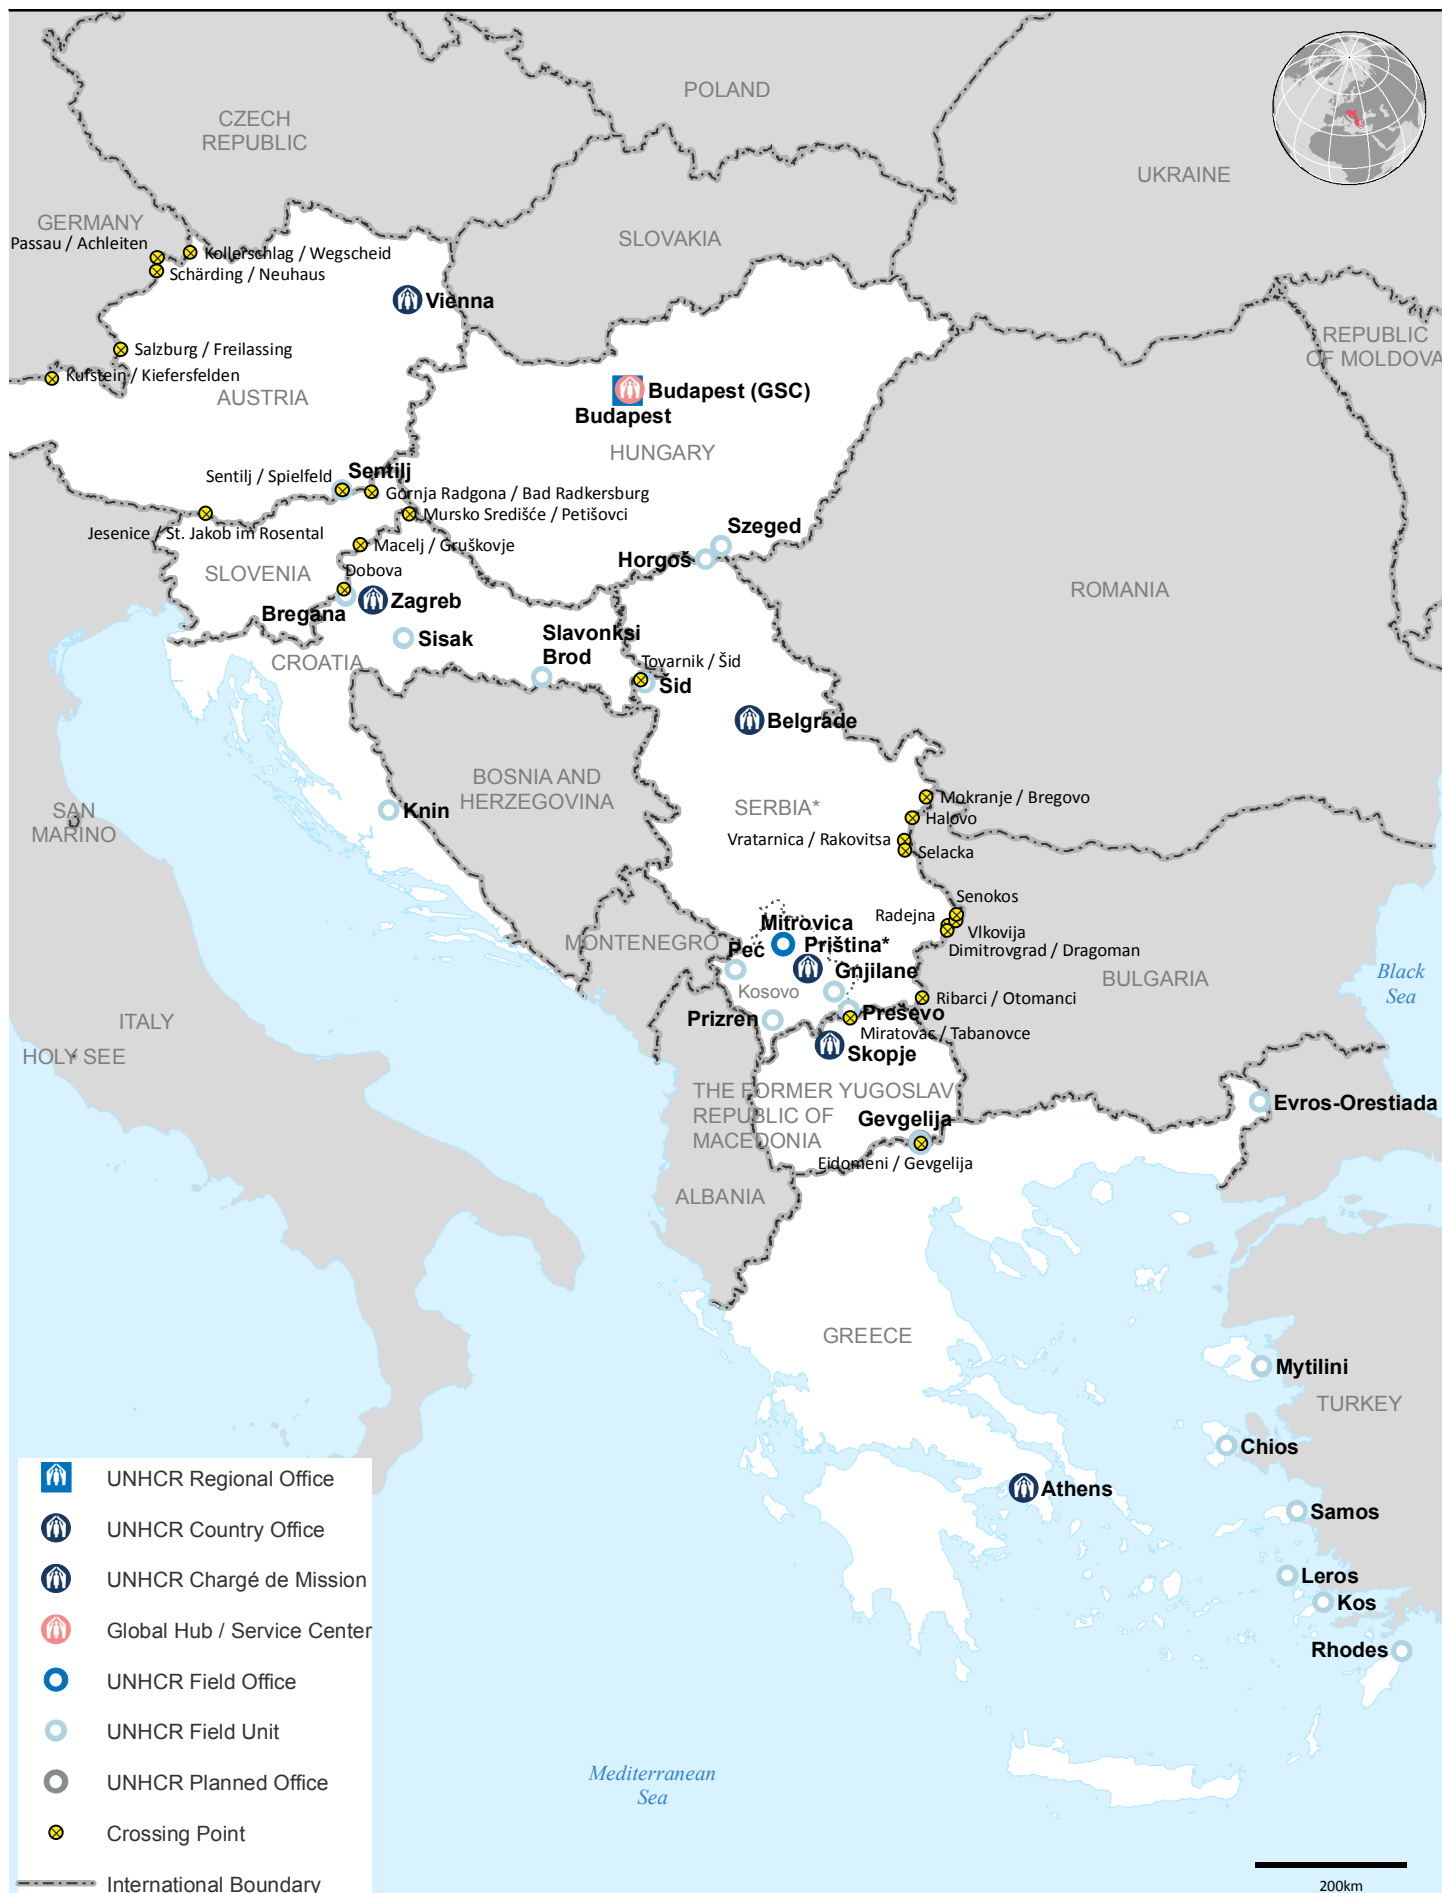 POLAND
CZECH
REPUBLIC
UKRAINE
GERMANY
SLOVAKIA
Passau / Achleiten
Kollerschlag / Wegscheid
Schärding / Neuhaus
Vienna
REPUBLIC
OF MOLDOVA
Salzburg / Freilassing
Kufstein / Kiefersfelden
AUSTRIA
Budapest (GSC)
Budapest
HUNGARY
Sentilj / Spielfeld
Sentilj
Gornja Radgona / Bad Radkersburg
Mursko Središće / Petišovci
Jesenice / St. Jakob im Rosental
Macelj / Gruškovje
Szeged
Horgoš
SLOVENIA
Dobova
ROMANIA
Bregana
Zagreb
Sisak
Slavonksi
Brod
CROATIA
Tovarnik / Šid
Šid
Belgrade
BOSNIA AND
HERZEGOVINA
SERBIA*
Mokranje / Bregovo
Knin
Halovo
SAN
MARINO
Vratarnica / Rakovitsa
Selacka
Senokos
Radejna
Vlkovija
Dimitrovgrad / Dragoman
Mitrovica
MONTENEGRO
Priština*
Peć
Gnjilane
Kosovo
BULGARIA
Black
Sea
Ribarci / Otomanci
ITALY
Prizren
Preševo
Miratovac / Tabanovce
Skopje
HOLY SEE
THE FORMER YUGOSLAV
REPUBLIC OF
MACEDONIA
Gevgelija
Evros-Orestiada
Eidomeni / Gevgelija
ALBANIA
GREECE
Mytilini
TURKEY
Chios
Athens
Samos
Leros
Kos
Rhodes
Mediterranean
Sea
UNHCR Regional Office
UNHCR Country Office
UNHCR Chargé de Mission
Global Hub / Service Center
UNHCR Field Office
UNHCR Field Unit
UNHCR Planned Office
Crossing Point
International Boundary
200km